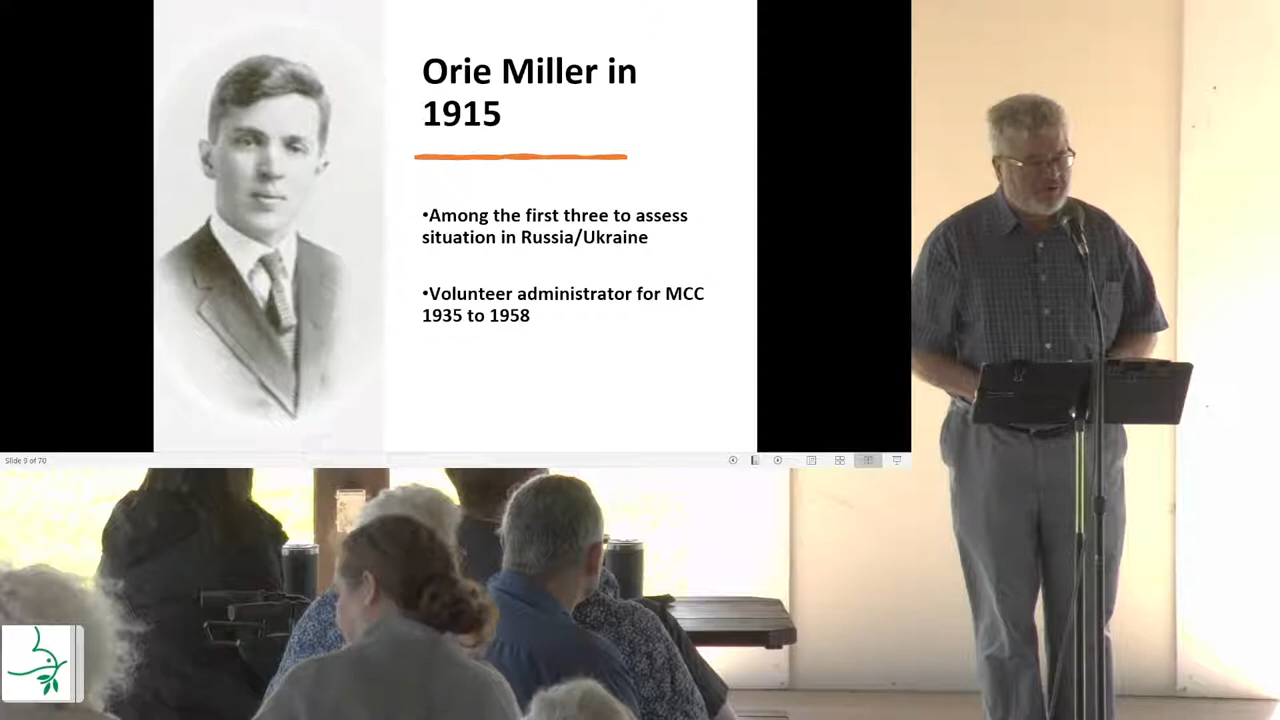 Orie Miller in
1915
•Among the first three to assess
situation in Russia/Ukraine
•Volunteer administrator for MCC
1935 to 1958
Slide 9 of 70